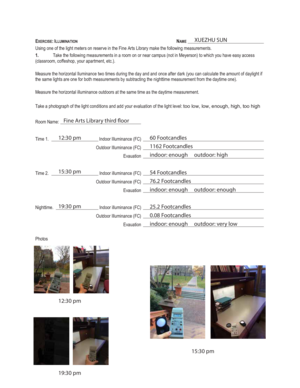 EXERCISE: ILLUMINATION NAME XUEZHU SUN
Using one of the light meters on reserve in the Fine Arts Library make the following measurements.
1. Take the following measurements in a room on or near campus (not in Meyerson) to which you have easy access
(classroom, coffeeshop, your apartment, etc.).
Measure the horizontal illuminance two times during the day and and once after dark (you can calculate the amount of daylight if
the same lights are one for both measurements by subtracting the nighttime measurement from the daytime one).
Measure the horizontal illuminance outdoors at the same time as the daytime measurement.
Take a photograph of the light conditions and add your evaluation of the light level: too low, low, enough, high, too high
Room Name Fine Arts Library third floor
Time 1. 12:30 pm Indoor Illuminance (FC) 60 Footcandles
Outdoor Illuminance (FC) 1162 Footcandles
Evaluation indoor: enough outdoor: high
Time 2. 15:30 pm Indoor Illuminance (FC) 54 Footcandles
Outdoor Illuminance (FC) 76.2 Footcandles
Evaluation indoor: enough outdoor: enough
Nighttime. 19:30 pm Indoor Illuminance (FC) 25.2 Footcandles
Outdoor Illuminance (FC) 0.08 Footcandles
Evaluation indoor: enough outdoor: very low
Photos
12:30 pm
15:30 pm
19:30 pm